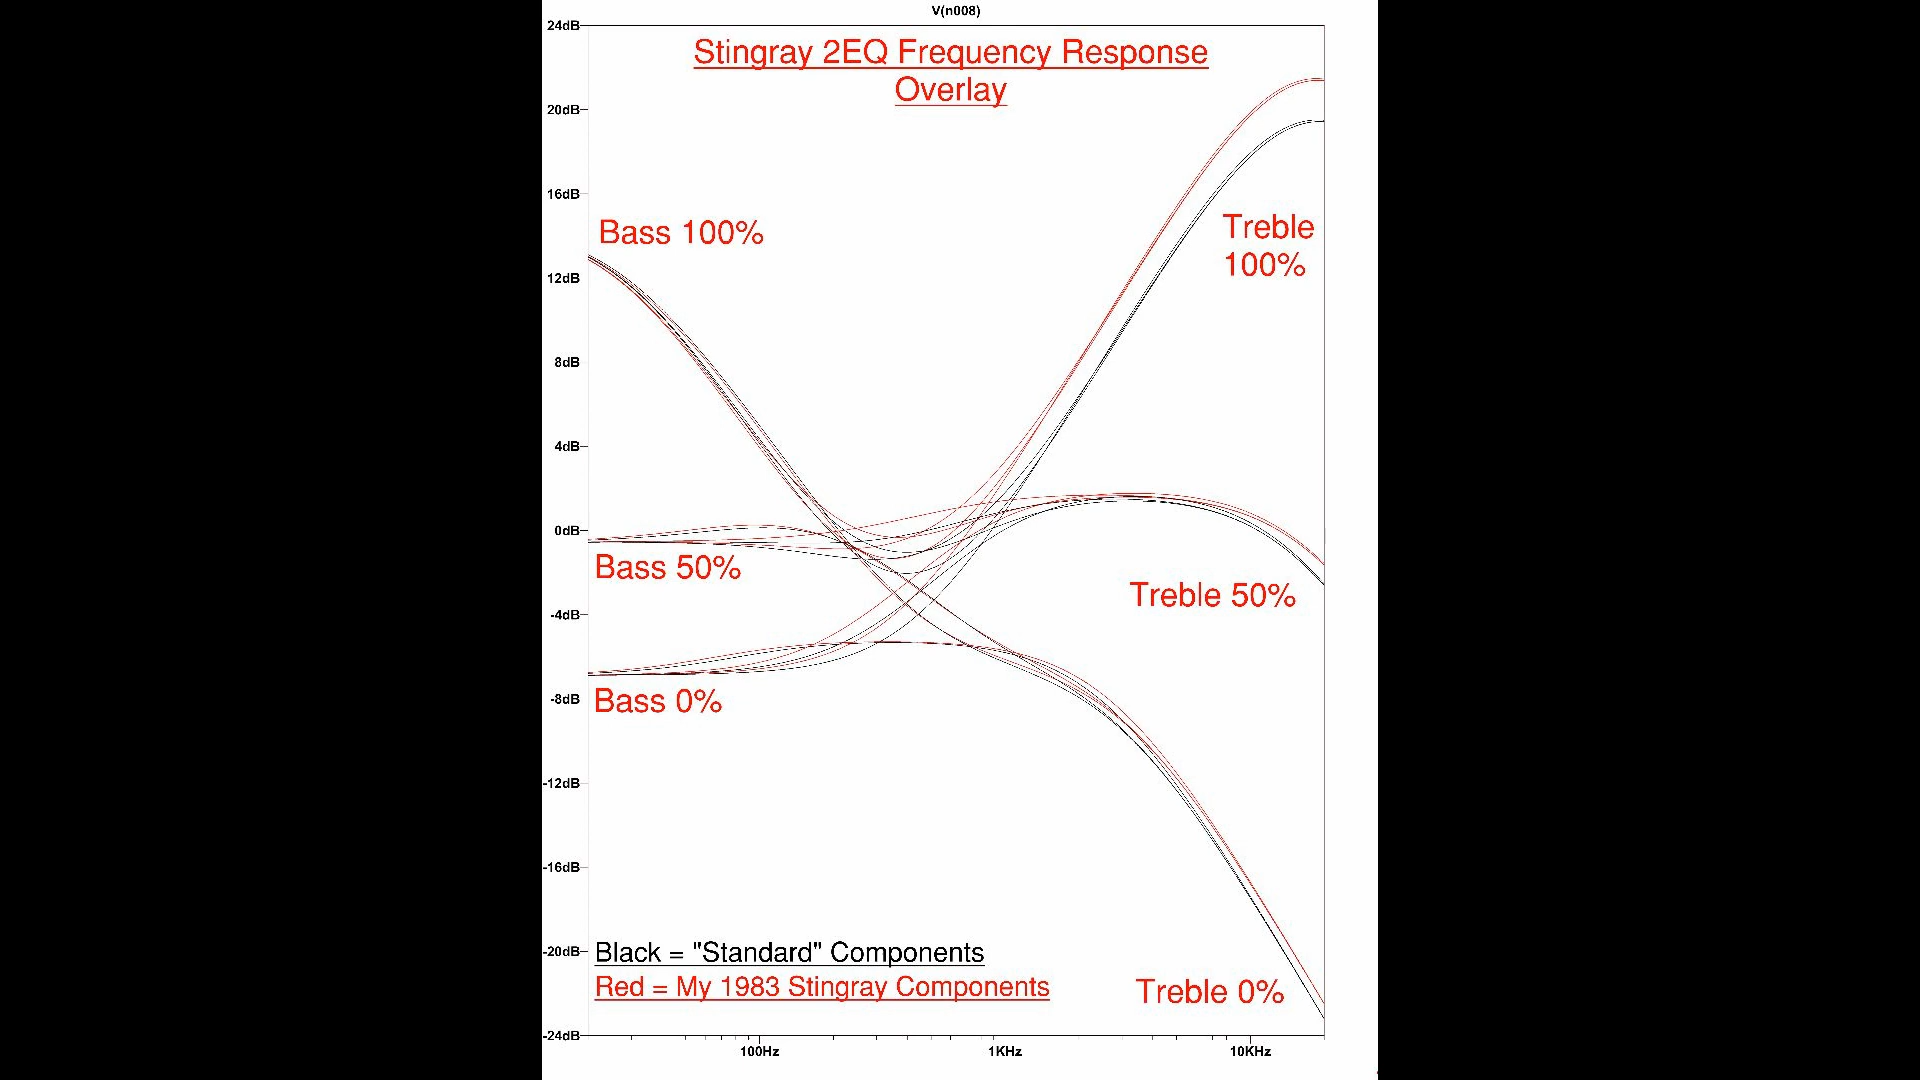 V(n008)
24dB
Stingray 2EQ Frequency Response
Overlay
20dB
16dB
Bass 100%
Treble
100%
12dB
8dB
4dB
0dB
Bass 50%
Treble 50%
-4dB
-8dB
Bass 0%
-12dB
-16dB
-20dB
Black = "Standard" Components
Red = My 1983 Stingray Components
Treble 0%
-24dB
100Hz
1KHz
10KHz